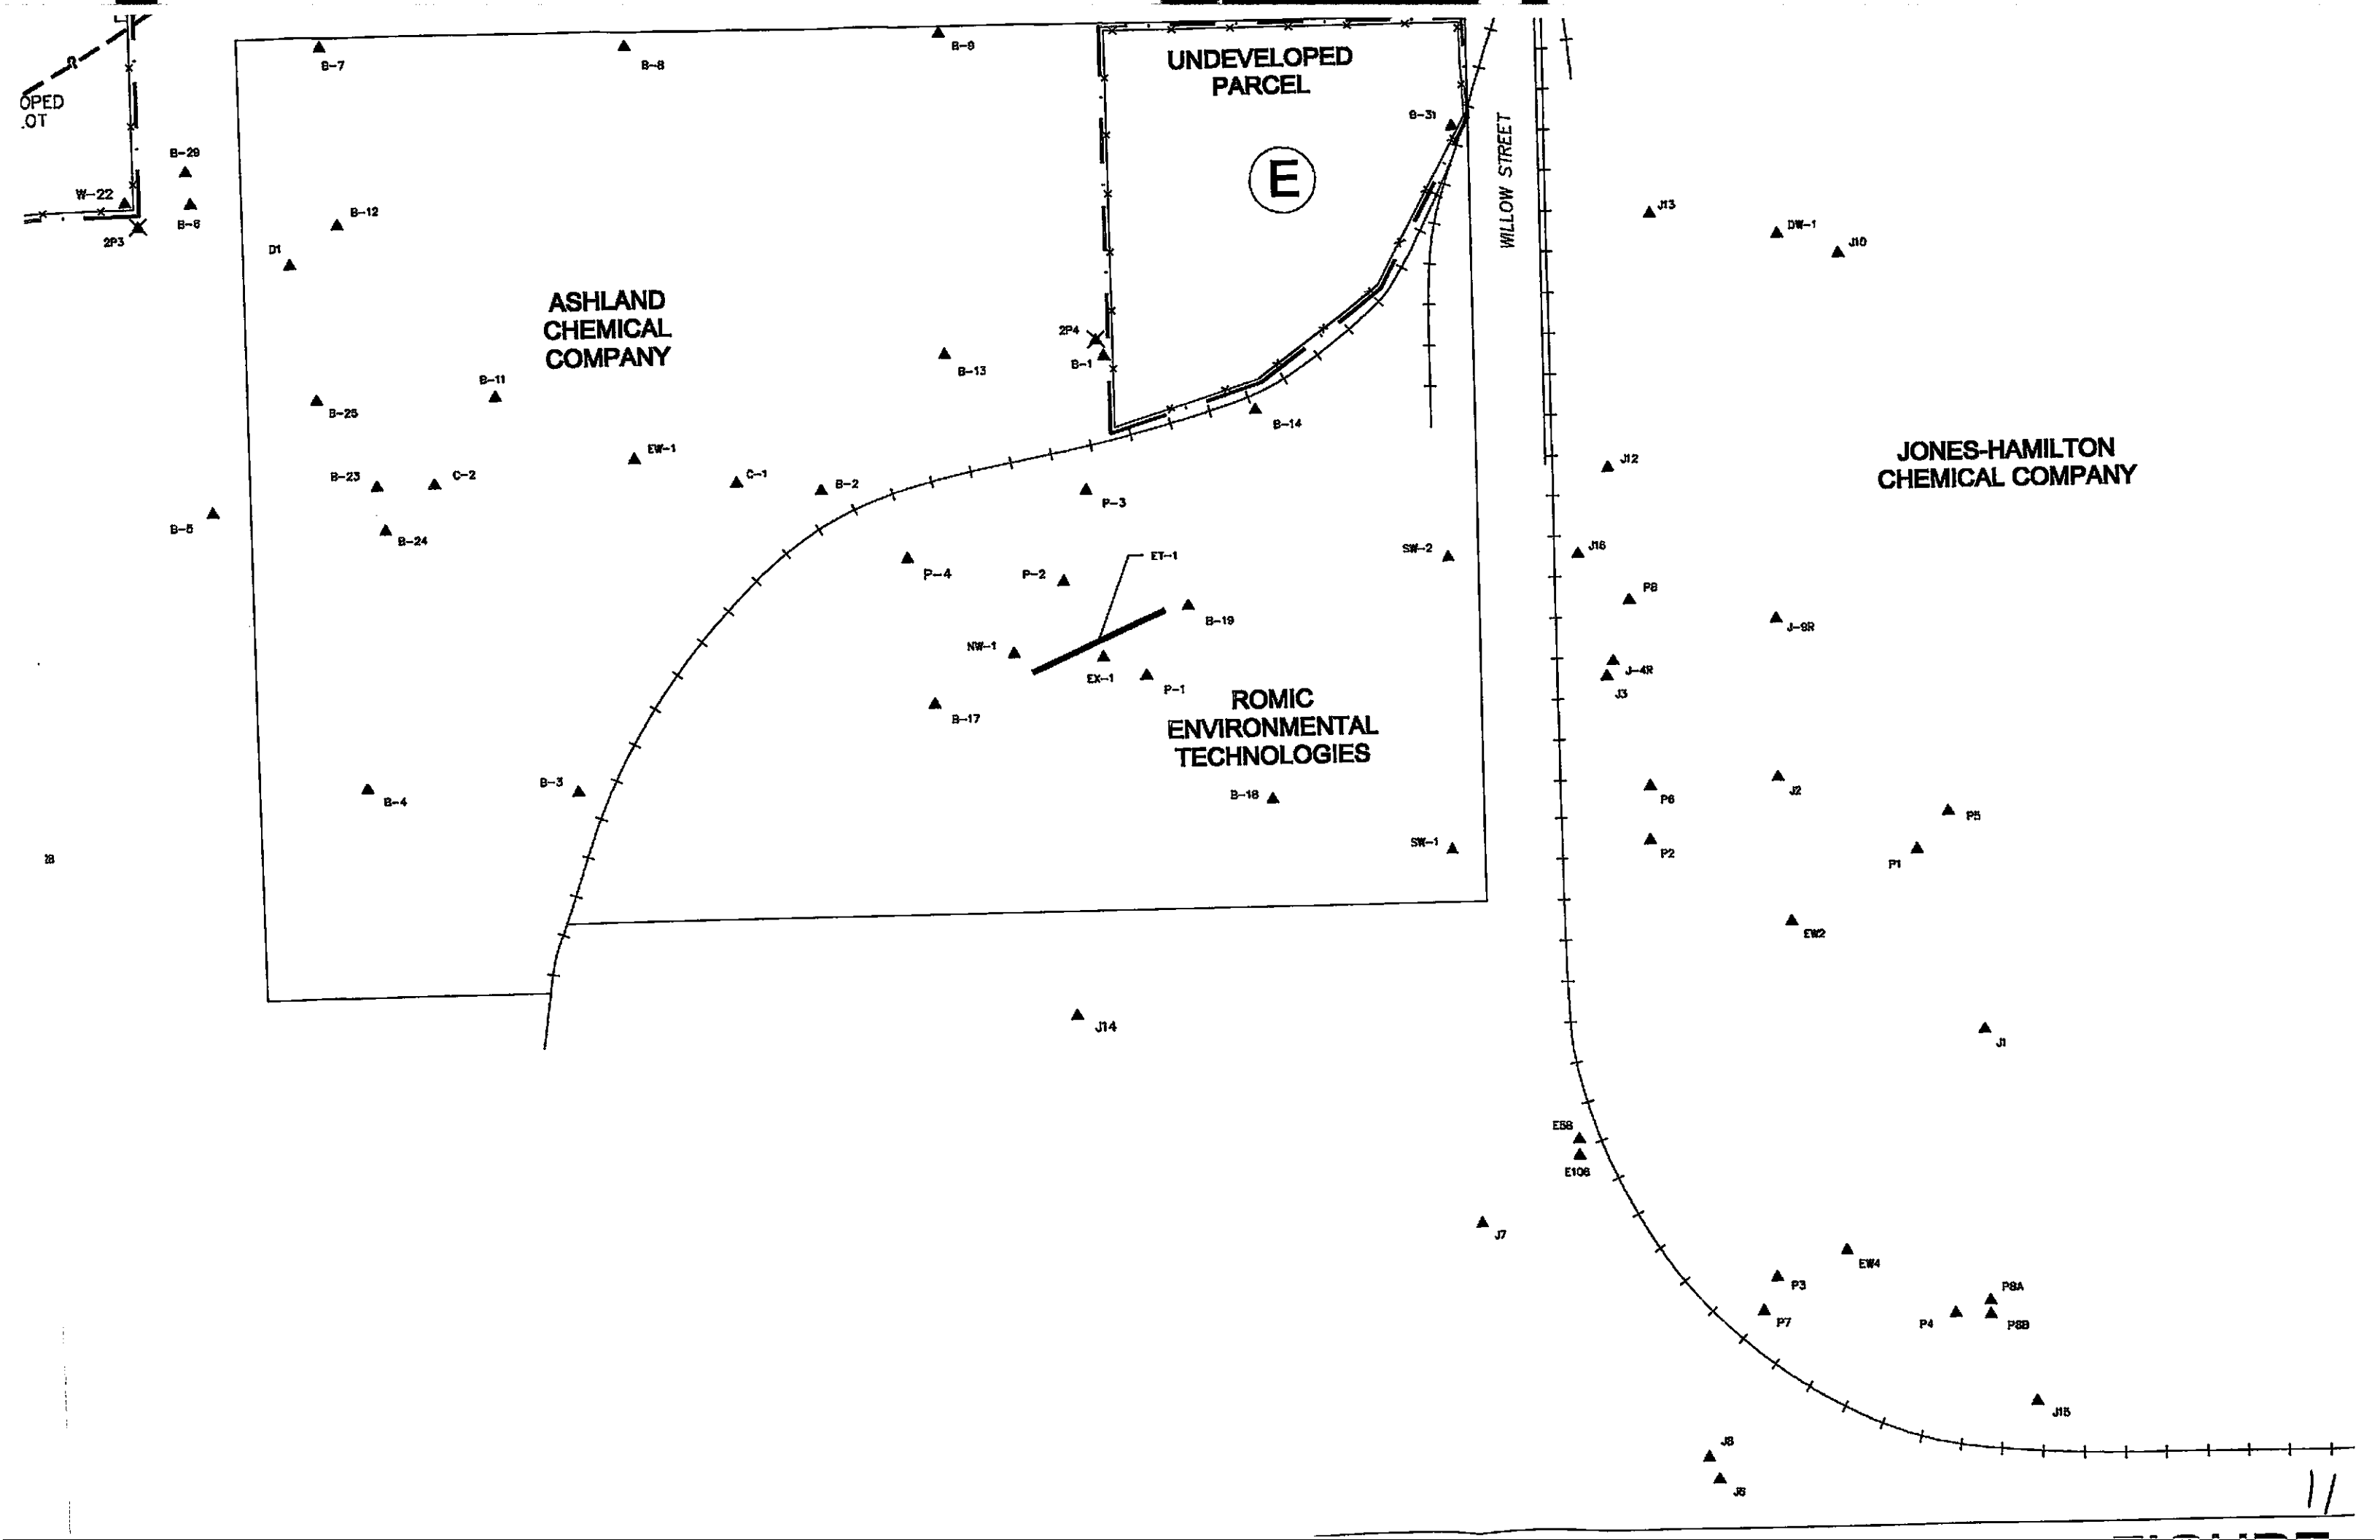 B-7
B-8
B-9
UNDEVELOPED
PARCEL
OPED
OT
B-31
B-29
E
WILLOW STREET
W-22
B-6
B-12
J13
2P3
DW-1
J10
D1
ASHLAND
CHEMICAL
COMPANY
2P4
B-1
B-13
B-11
B-25
B-14
EW-1
JONES-HAMILTON
CHEMICAL COMPANY
J12
B-23
C-2
C-1
B-2
P-3
B-5
B-24
SW-2
J16
ET-1
P-4
P-2
P8
B-19
J-9R
NW-1
EX-1
P-1
J-4R
J3
ROMIC
ENVIRONMENTAL
TECHNOLOGIES
B-17
B-3
B-4
B-18
P6
J2
P5
SW-1
P2
P1
EW2
J14
J1
E5B
E10B
J7
EW4
P3
P8A
P7
P4
P8B
J15
J8
J6
11